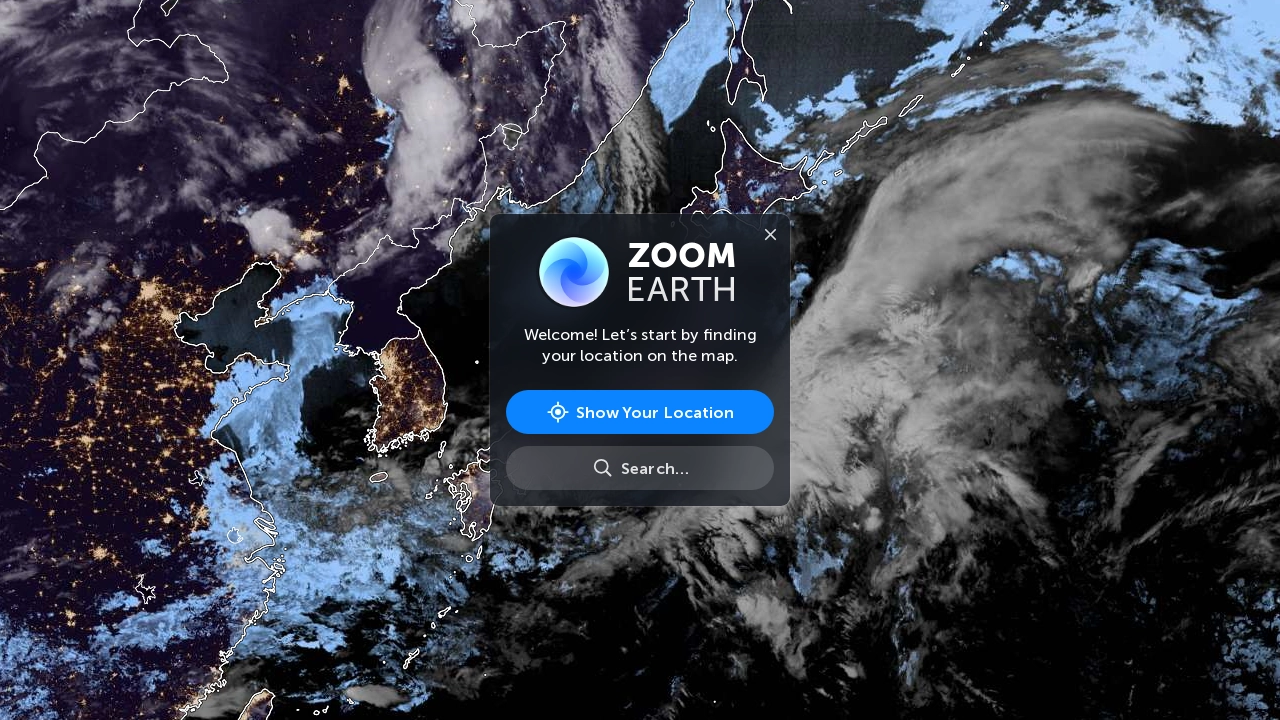 ZOOM
EARTH
Welcome! Let’s start by finding
your location on the map.
Show Your Location
Search…